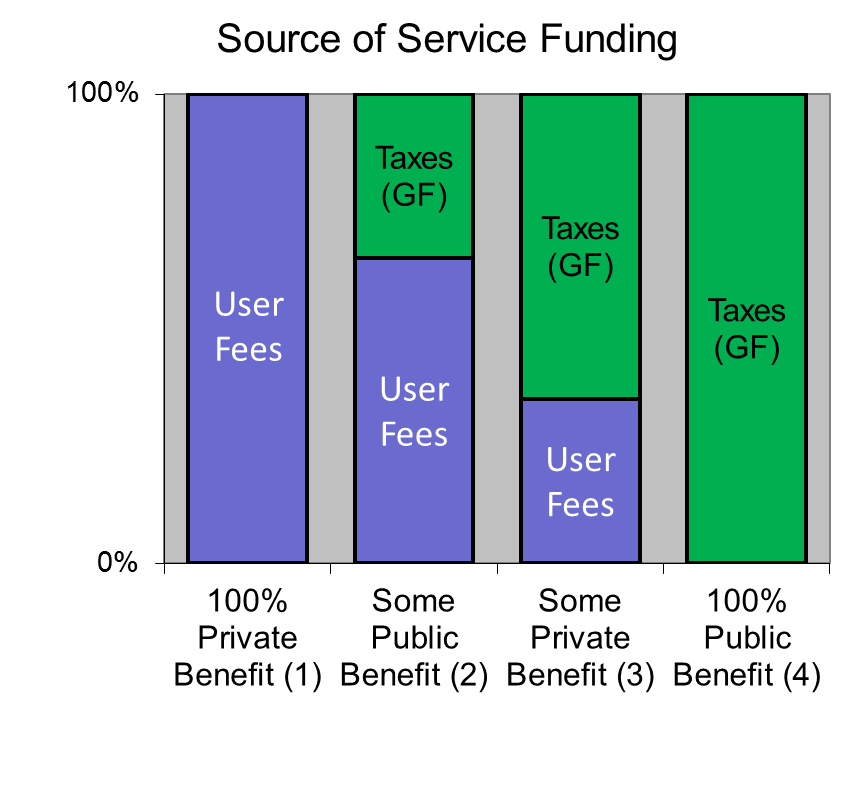 Source of Service Funding
100%
0%
User
Fees
Taxes
(GF)
User
Fees
Taxes
(GF)
User
Fees
Taxes
(GF)
100%
Private
Benefit (1)
Some
Public
Benefit (2)
Some
Private
Benefit (3)
100%
Public
Benefit (4)